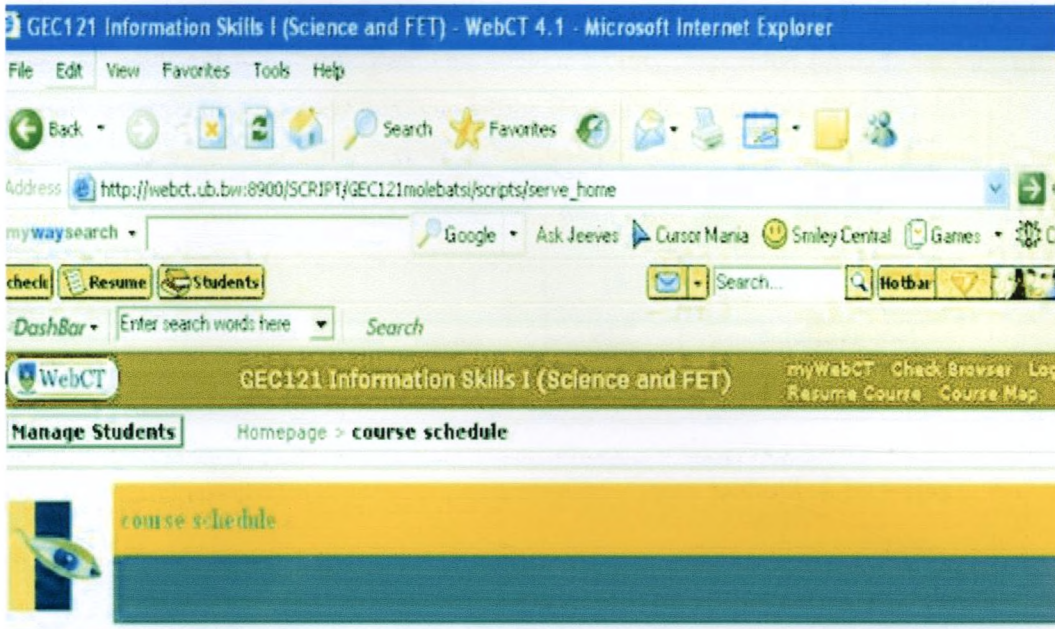 GEC121 Information Skills I (Science and FET) - WebCT 4.1 - Microsoft Internet Explorer
File Edit View Favorites Tools Help
Back Search Favorites
Address http://webct.ub.bw:8900/SCRIPT/GEC121molebatsi/scripts/serve_home
mywaysearch Google Ask Jeeves Cursor Mania Smiley Central Games
check Resume Students Search... Hotbar
DashBar Enter search words here Search
WebCT GEC121 Information Skills I (Science and FET) myWebCT Check Browser Log
Resume Course Course Map
Manage Students Homepage > course schedule
course schedule